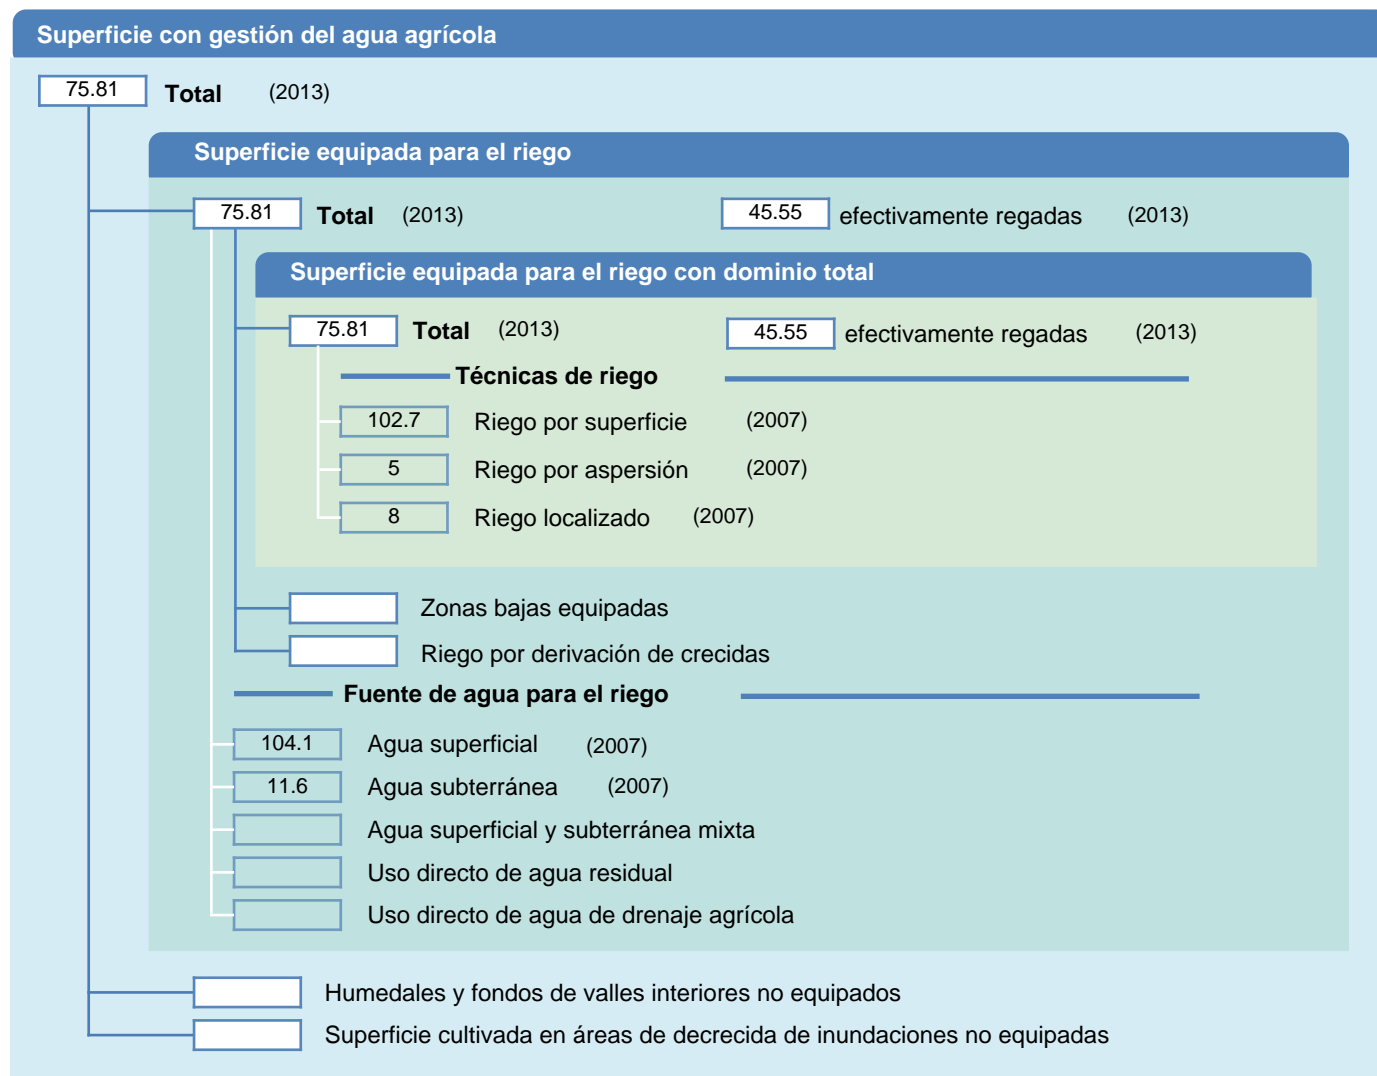 Superficie con gestión del agua agrícola
75.81 Total (2013)
Superficie equipada para el riego
75.81 Total (2013) 45.55 efectivamente regadas (2013)
Superficie equipada para el riego con dominio total
75.81 Total (2013) 45.55 efectivamente regadas (2013)
Técnicas de riego
102.7 Riego por superficie (2007)
5 Riego por aspersión (2007)
8 Riego localizado (2007)
Zonas bajas equipadas
Riego por derivación de crecidas
Fuente de agua para el riego
104.1 Agua superficial (2007)
11.6 Agua subterránea (2007)
Agua superficial y subterránea mixta
Uso directo de agua residual
Uso directo de agua de drenaje agrícola
Humedales y fondos de valles interiores no equipados
Superficie cultivada en áreas de decrecida de inundaciones no equipadas